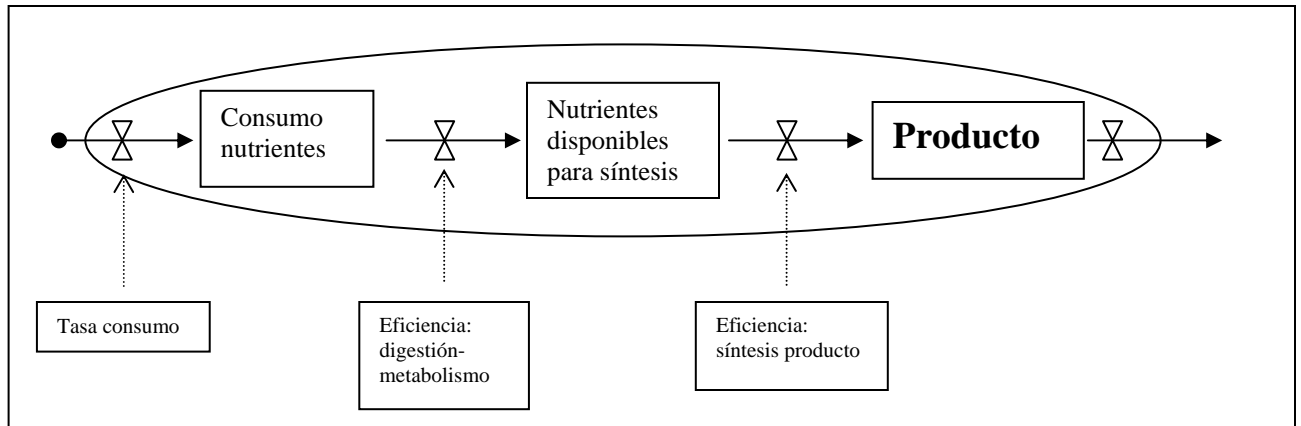 Consumo
nutrientes
Nutrientes
disponibles
para síntesis
Producto
Tasa consumo
Eficiencia:
digestión-
metabolismo
Eficiencia:
síntesis producto